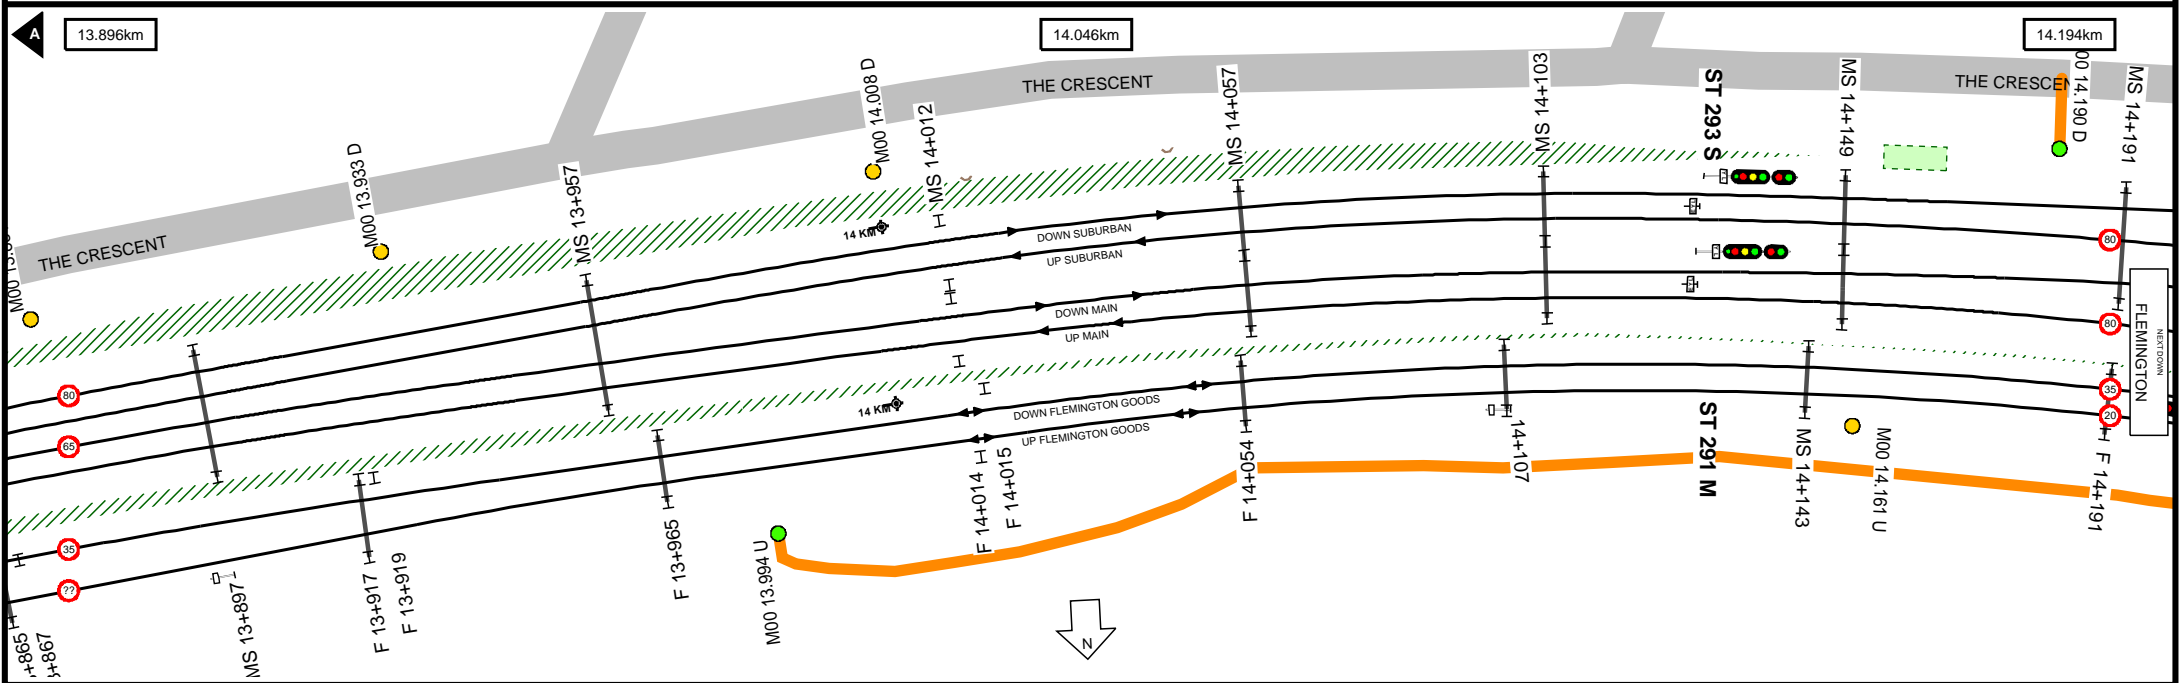 A
13.896km
14.046km
14.194km
THE CRESCENT
THE CRESCENT
M00 13.933 D
M00 14.008 D
MS 13+957
MS 14+012
MS 14+057
MS 14+103
ST 293 S
MS 14+149
14.190 D
MS 14+191
14 KM
DOWN SUBURBAN
UP SUBURBAN
DOWN MAIN
UP MAIN
14 KM
DOWN FLEMINGTON GOODS
UP FLEMINGTON GOODS
80
65
35
??
80
80
35
20
NEXT DOWN
FLEMINGTON
+865
+867
MS 13+897
F 13+917
F 13+919
F 13+965
M00 13.994 U
F 14+014
F 14+015
F 14+054
14+107
ST 291 M
MS 14+143
M00 14.161 U
F 14+191
N